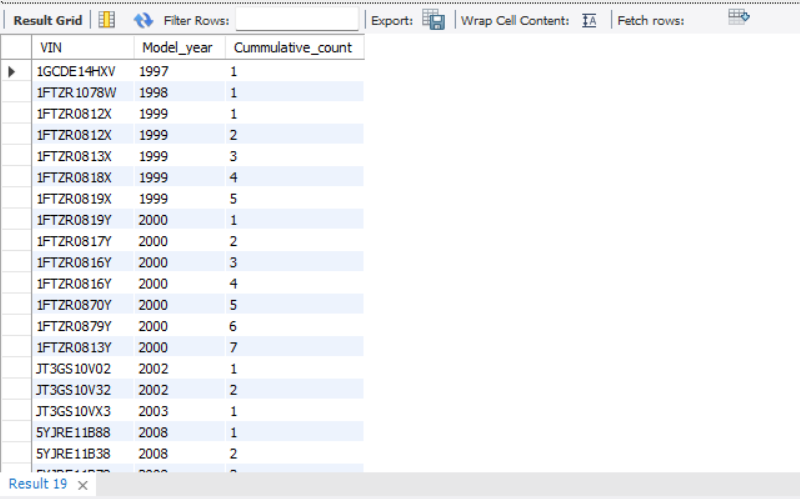 Result Grid Filter Rows: Export: Wrap Cell Content: Fetch rows:
VIN Model_year Cummulative_count
1GCDE14HXV 1997 1
1FTZR1078W 1998 1
1FTZR0812X 1999 1
1FTZR0812X 1999 2
1FTZR0813X 1999 3
1FTZR0818X 1999 4
1FTZR0819X 1999 5
1FTZR0819Y 2000 1
1FTZR0817Y 2000 2
1FTZR0816Y 2000 3
1FTZR0816Y 2000 4
1FTZR0870Y 2000 5
1FTZR0879Y 2000 6
1FTZR0813Y 2000 7
JT3GS10V02 2002 1
JT3GS10V32 2002 2
JT3GS10VX3 2003 1
5YJRE11B88 2008 1
5YJRE11B38 2008 2
Result 19